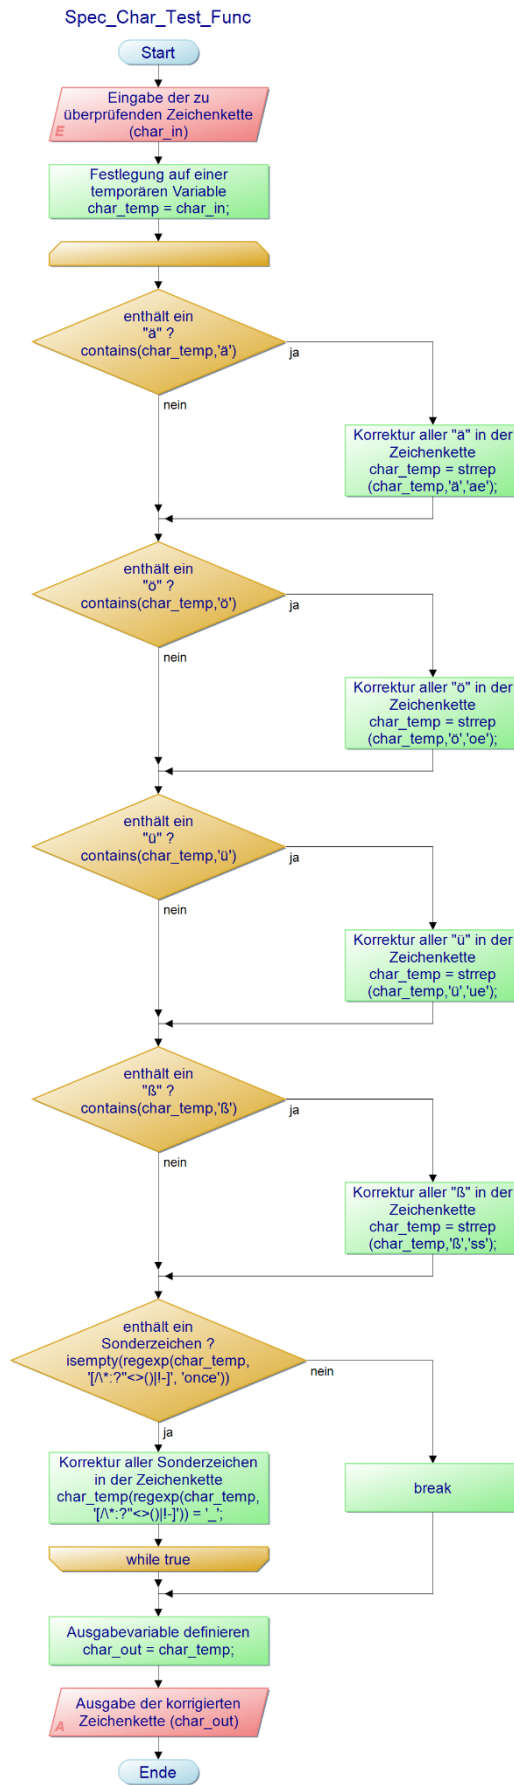 Spec_Char_Test_Func
Start
Eingabe der zu
überprüfenden Zeichenkette
(char_in)
E
Festlegung auf einer
temporären Variable
char_temp = char_in;
enthält ein
"ä" ?
contains(char_temp,'ä')
ja
nein
Korrektur aller "ä" in der
Zeichenkette
char_temp = strrep
(char_temp,'ä','ae');
enthält ein
"ö" ?
contains(char_temp,'ö')
ja
nein
Korrektur aller "ö" in der
Zeichenkette
char_temp = strrep
(char_temp,'ö','oe');
enthält ein
"ü" ?
contains(char_temp,'ü')
ja
nein
Korrektur aller "ü" in der
Zeichenkette
char_temp = strrep
(char_temp,'ü','ue');
enthält ein
"ß" ?
contains(char_temp,'ß')
ja
nein
Korrektur aller "ß" in der
Zeichenkette
char_temp = strrep
(char_temp,'ß','ss');
enthält ein
Sonderzeichen ?
isempty(regexp(char_temp,
'[/\*:?"<>()|!-]', 'once'))
nein
ja
Korrektur aller Sonderzeichen
in der Zeichenkette
char_temp(regexp(char_temp,
'[/\*:?"<>()|!-]')) = '_';
break
while true
Ausgabevariable definieren
char_out = char_temp;
Ausgabe der korrigierten
Zeichenkette (char_out)
A
Ende